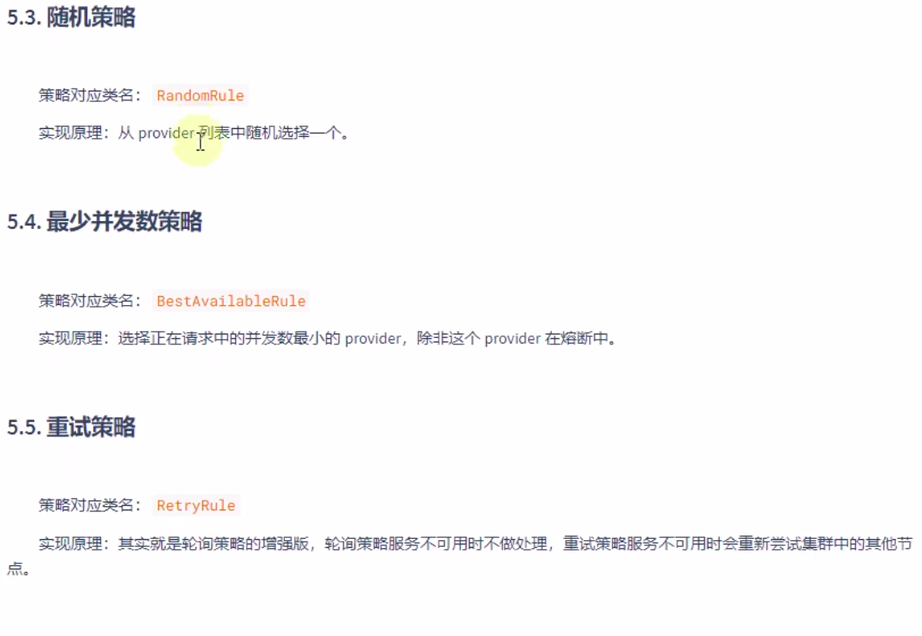 5.3. 随机策略
策略对应类名： RandomRule
实现原理：从 provider 列表中随机选择一个。
5.4. 最少并发数策略
策略对应类名： BestAvailableRule
实现原理：选择正在请求中的并发数最小的 provider，除非这个 provider 在熔断中。
5.5. 重试策略
策略对应类名： RetryRule
实现原理：其实就是轮询策略的增强版，轮询策略服务不可用时不做处理，重试策略服务不可用时会重新尝试集群中的其他节
点。